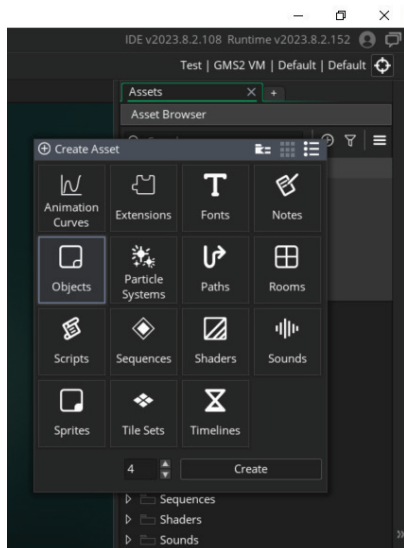 IDE v2023.8.2.108 Runtime v2023.8.2.152
Test | GMS2 VM | Default | Default
Assets
Asset Browser
Create Asset
Animation
Curves
Extensions
Fonts
Notes
Objects
Particle
Systems
Paths
Rooms
Scripts
Sequences
Shaders
Sounds
Sprites
Tile Sets
Timelines
4
Create
Sequences
Shaders
Sounds